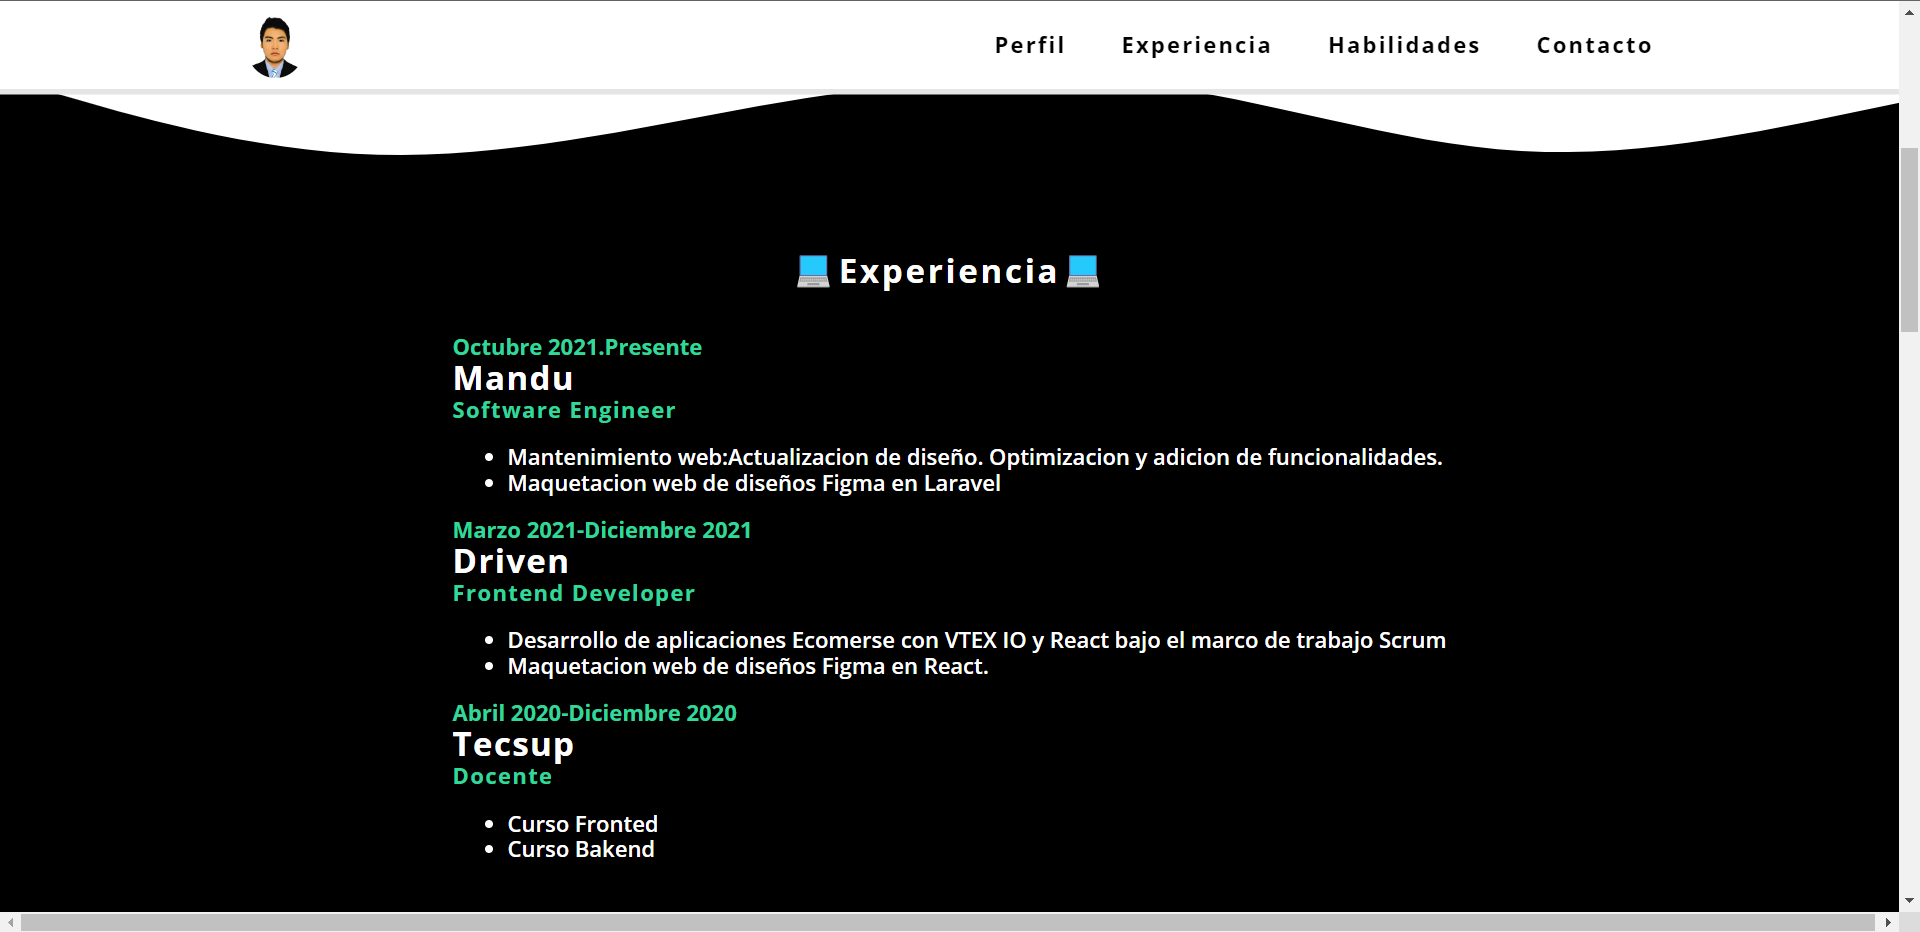 Perfil Experiencia Habilidades Contacto
Experiencia
Octubre 2021.Presente
Mandu
Software Engineer
Mantenimiento web:Actualizacion de diseño. Optimizacion y adicion de funcionalidades.
Maquetacion web de diseños Figma en Laravel
Marzo 2021-Diciembre 2021
Driven
Frontend Developer
Desarrollo de aplicaciones Ecomerse con VTEX IO y React bajo el marco de trabajo Scrum
Maquetacion web de diseños Figma en React.
Abril 2020-Diciembre 2020
Tecsup
Docente
Curso Fronted
Curso Bakend